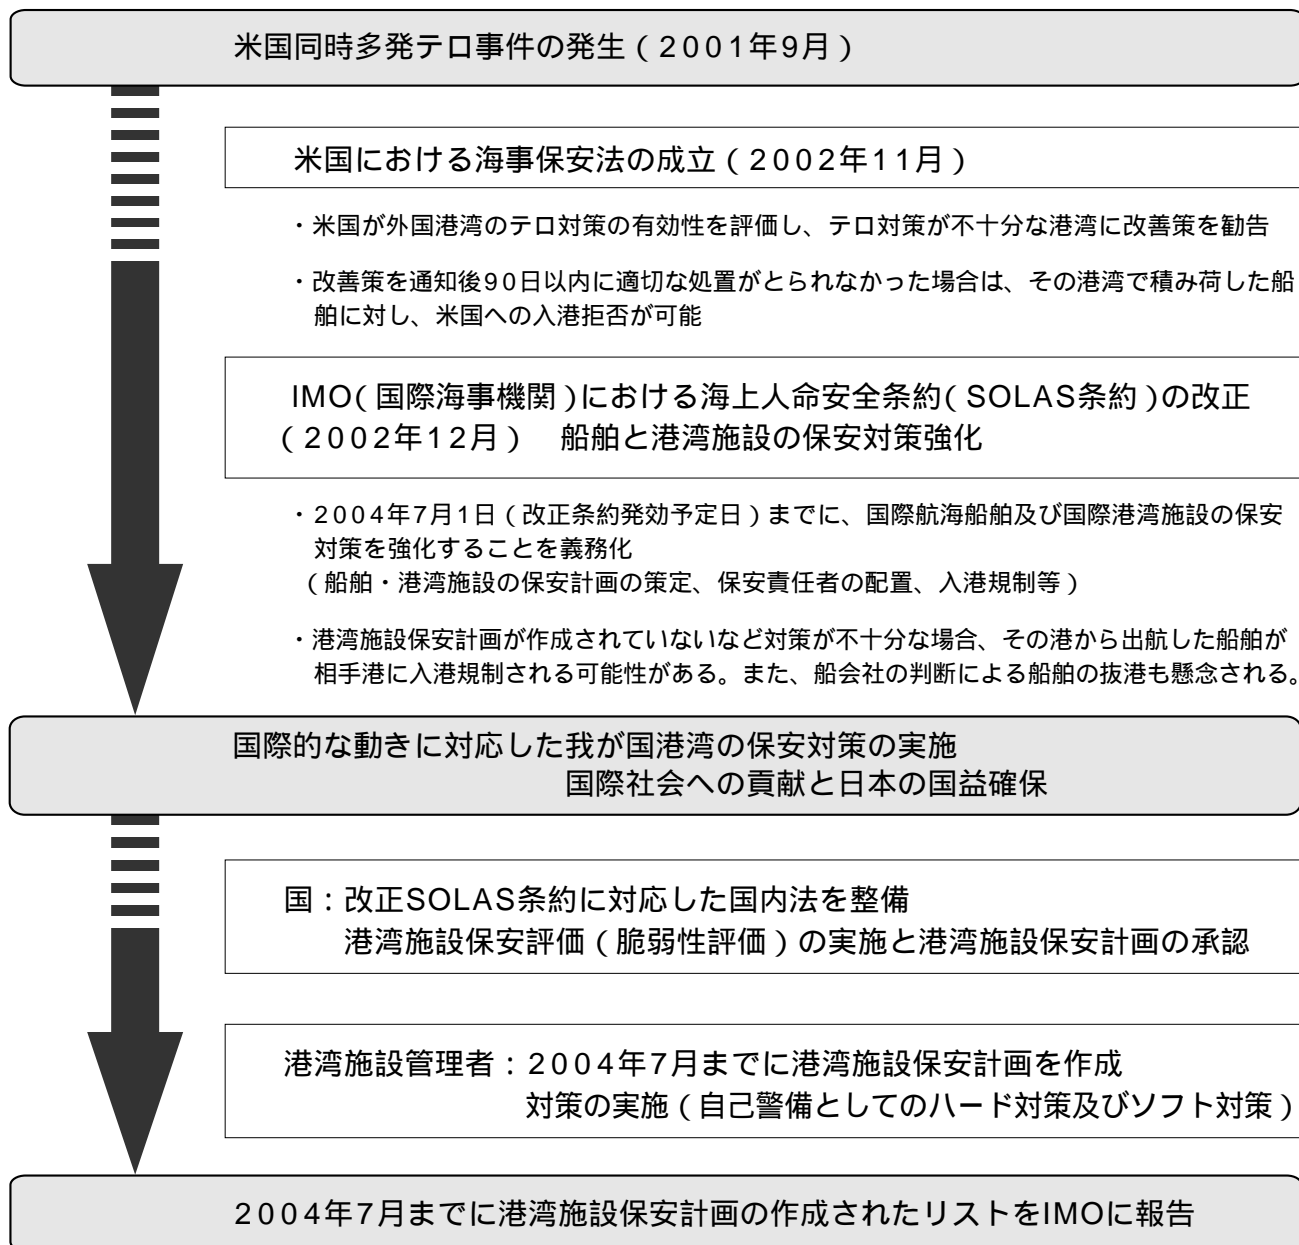 米国同時多発テロ事件の発生（2001年9月）
米国における海事保安法の成立（2002年11月）
・米国が外国港湾のテロ対策の有効性を評価し、テロ対策が不十分な港湾に改善策を勧告
・改善策を通知後90日以内に適切な処置がとられなかった場合は、その港湾で積み荷した船
舶に対し、米国への入港拒否が可能
IMO（国際海事機関）における海上人命安全条約（SOLAS条約）の改正
（2002年12月）　船舶と港湾施設の保安対策強化
・2004年7月1日（改正条約発効予定日）までに、国際航海船舶及び国際港湾施設の保安
対策を強化することを義務化
（船舶・港湾施設の保安計画の策定、保安責任者の配置、入港規制等）
・港湾施設保安計画が作成されていないなど対策が不十分な場合、その港から出航した船舶が
相手港に入港規制される可能性がある。また、船会社の判断による船舶の抜港も懸念される。
国際的な動きに対応した我が国港湾の保安対策の実施
国際社会への貢献と日本の国益確保
国：改正SOLAS条約に対応した国内法を整備
港湾施設保安評価（脆弱性評価）の実施と港湾施設保安計画の承認
港湾施設管理者：2004年7月までに港湾施設保安計画を作成
対策の実施（自己警備としてのハード対策及びソフト対策）
2004年7月までに港湾施設保安計画の作成されたリストをIMOに報告